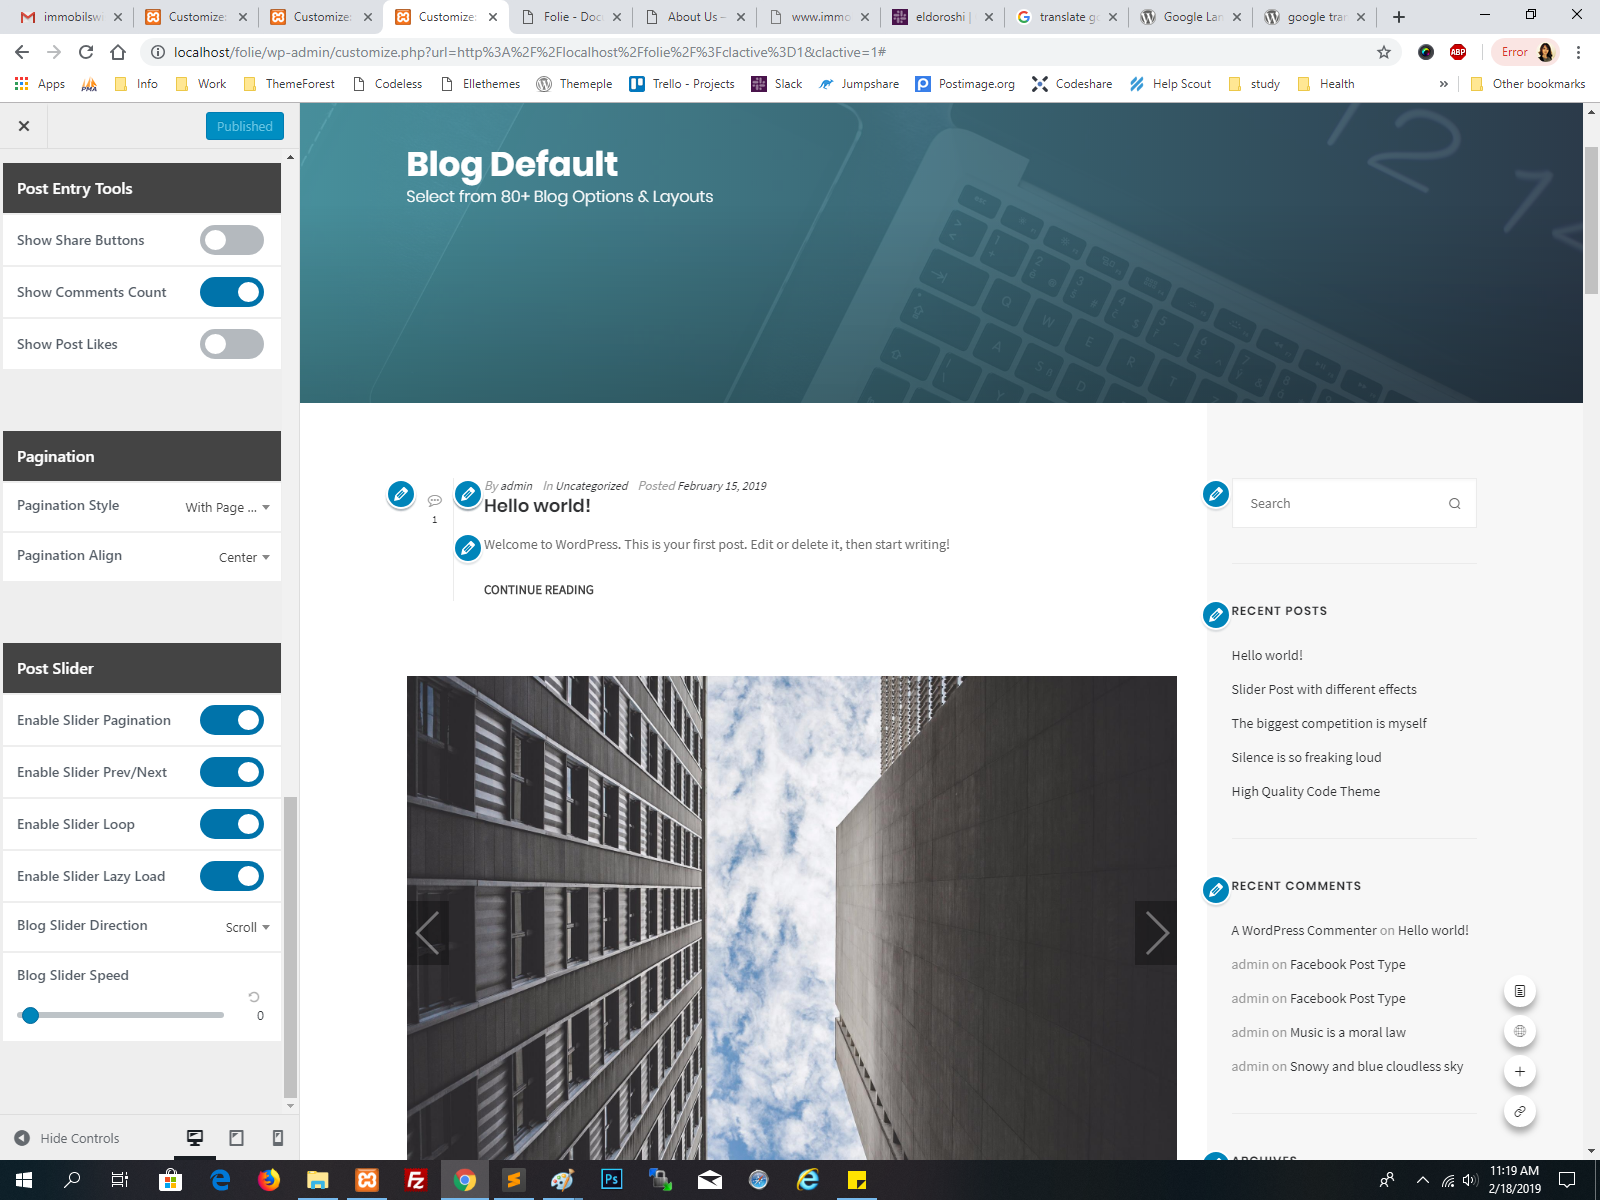 immobilsw
Customize:
Customize:
Customize:
Folie - Doc
About Us –
www.immo
eldoroshi |
translate g
Google Lan
google tran
localhost/folie/wp-admin/customize.php?url=http%3A%2F%2Flocalhost%2Ffolie%2F%3Fclactive%3D1&clactive=1#
ABP
Error
Apps
PMA
Info
Work
ThemeForest
Codeless
Ellethemes
Themeple
Trello - Projects
Slack
Jumpshare
Postimage.org
Codeshare
Help Scout
study
Health
»
Other bookmarks
Published
Post Entry Tools
Show Share Buttons
Show Comments Count
Show Post Likes
Pagination
Pagination Style
With Page ...
Pagination Align
Center
Post Slider
Enable Slider Pagination
Enable Slider Prev/Next
Enable Slider Loop
Enable Slider Lazy Load
Blog Slider Direction
Scroll
Blog Slider Speed
0
Hide Controls
Blog Default
Select from 80+ Blog Options & Layouts
12
By admin In Uncategorized Posted February 15, 2019
1
Hello world!
Welcome to WordPress. This is your first post. Edit or delete it, then start writing!
CONTINUE READING
Search
RECENT POSTS
Hello world!
Slider Post with different effects
The biggest competition is myself
Silence is so freaking loud
High Quality Code Theme
RECENT COMMENTS
A WordPress Commenter on Hello world!
admin on Facebook Post Type
admin on Facebook Post Type
admin on Music is a moral law
admin on Snowy and blue cloudless sky
ARCHIVES
Ps
11:19 AM
2/18/2019